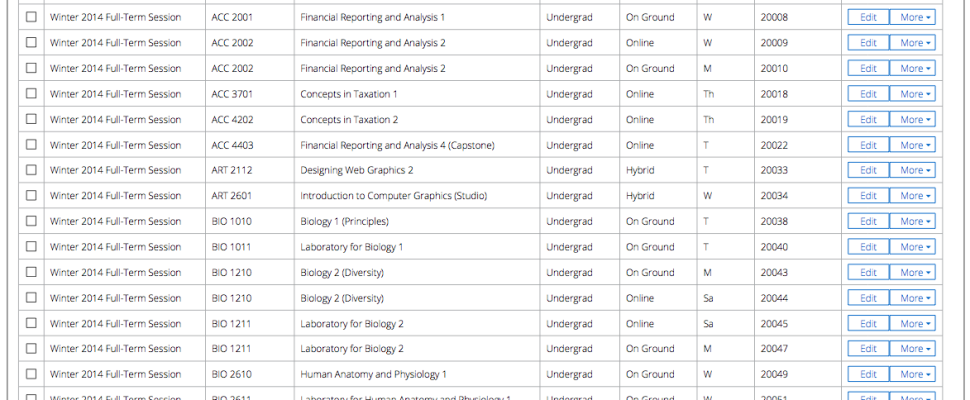 Winter 2014 Full-Term Session ACC 2001 Financial Reporting and Analysis 1 Undergrad On Ground W 20008 Edit More
Winter 2014 Full-Term Session ACC 2002 Financial Reporting and Analysis 2 Undergrad Online W 20009 Edit More
Winter 2014 Full-Term Session ACC 2002 Financial Reporting and Analysis 2 Undergrad On Ground M 20010 Edit More
Winter 2014 Full-Term Session ACC 3701 Concepts in Taxation 1 Undergrad Online Th 20018 Edit More
Winter 2014 Full-Term Session ACC 4202 Concepts in Taxation 2 Undergrad Online Th 20019 Edit More
Winter 2014 Full-Term Session ACC 4403 Financial Reporting and Analysis 4 (Capstone) Undergrad Online T 20022 Edit More
Winter 2014 Full-Term Session ART 2112 Designing Web Graphics 2 Undergrad Hybrid T 20033 Edit More
Winter 2014 Full-Term Session ART 2601 Introduction to Computer Graphics (Studio) Undergrad Hybrid W 20034 Edit More
Winter 2014 Full-Term Session BIO 1010 Biology 1 (Principles) Undergrad On Ground T 20038 Edit More
Winter 2014 Full-Term Session BIO 1011 Laboratory for Biology 1 Undergrad On Ground T 20040 Edit More
Winter 2014 Full-Term Session BIO 1210 Biology 2 (Diversity) Undergrad On Ground M 20043 Edit More
Winter 2014 Full-Term Session BIO 1210 Biology 2 (Diversity) Undergrad Online Sa 20044 Edit More
Winter 2014 Full-Term Session BIO 1211 Laboratory for Biology 2 Undergrad Online Sa 20045 Edit More
Winter 2014 Full-Term Session BIO 1211 Laboratory for Biology 2 Undergrad On Ground M 20047 Edit More
Winter 2014 Full-Term Session BIO 2610 Human Anatomy and Physiology 1 Undergrad On Ground W 20049 Edit More
Winter 2014 Full-Term Session BIO 2611 Laboratory for Human Anatomy and Physiology 1 Undergrad On Ground W 20051 Edit More